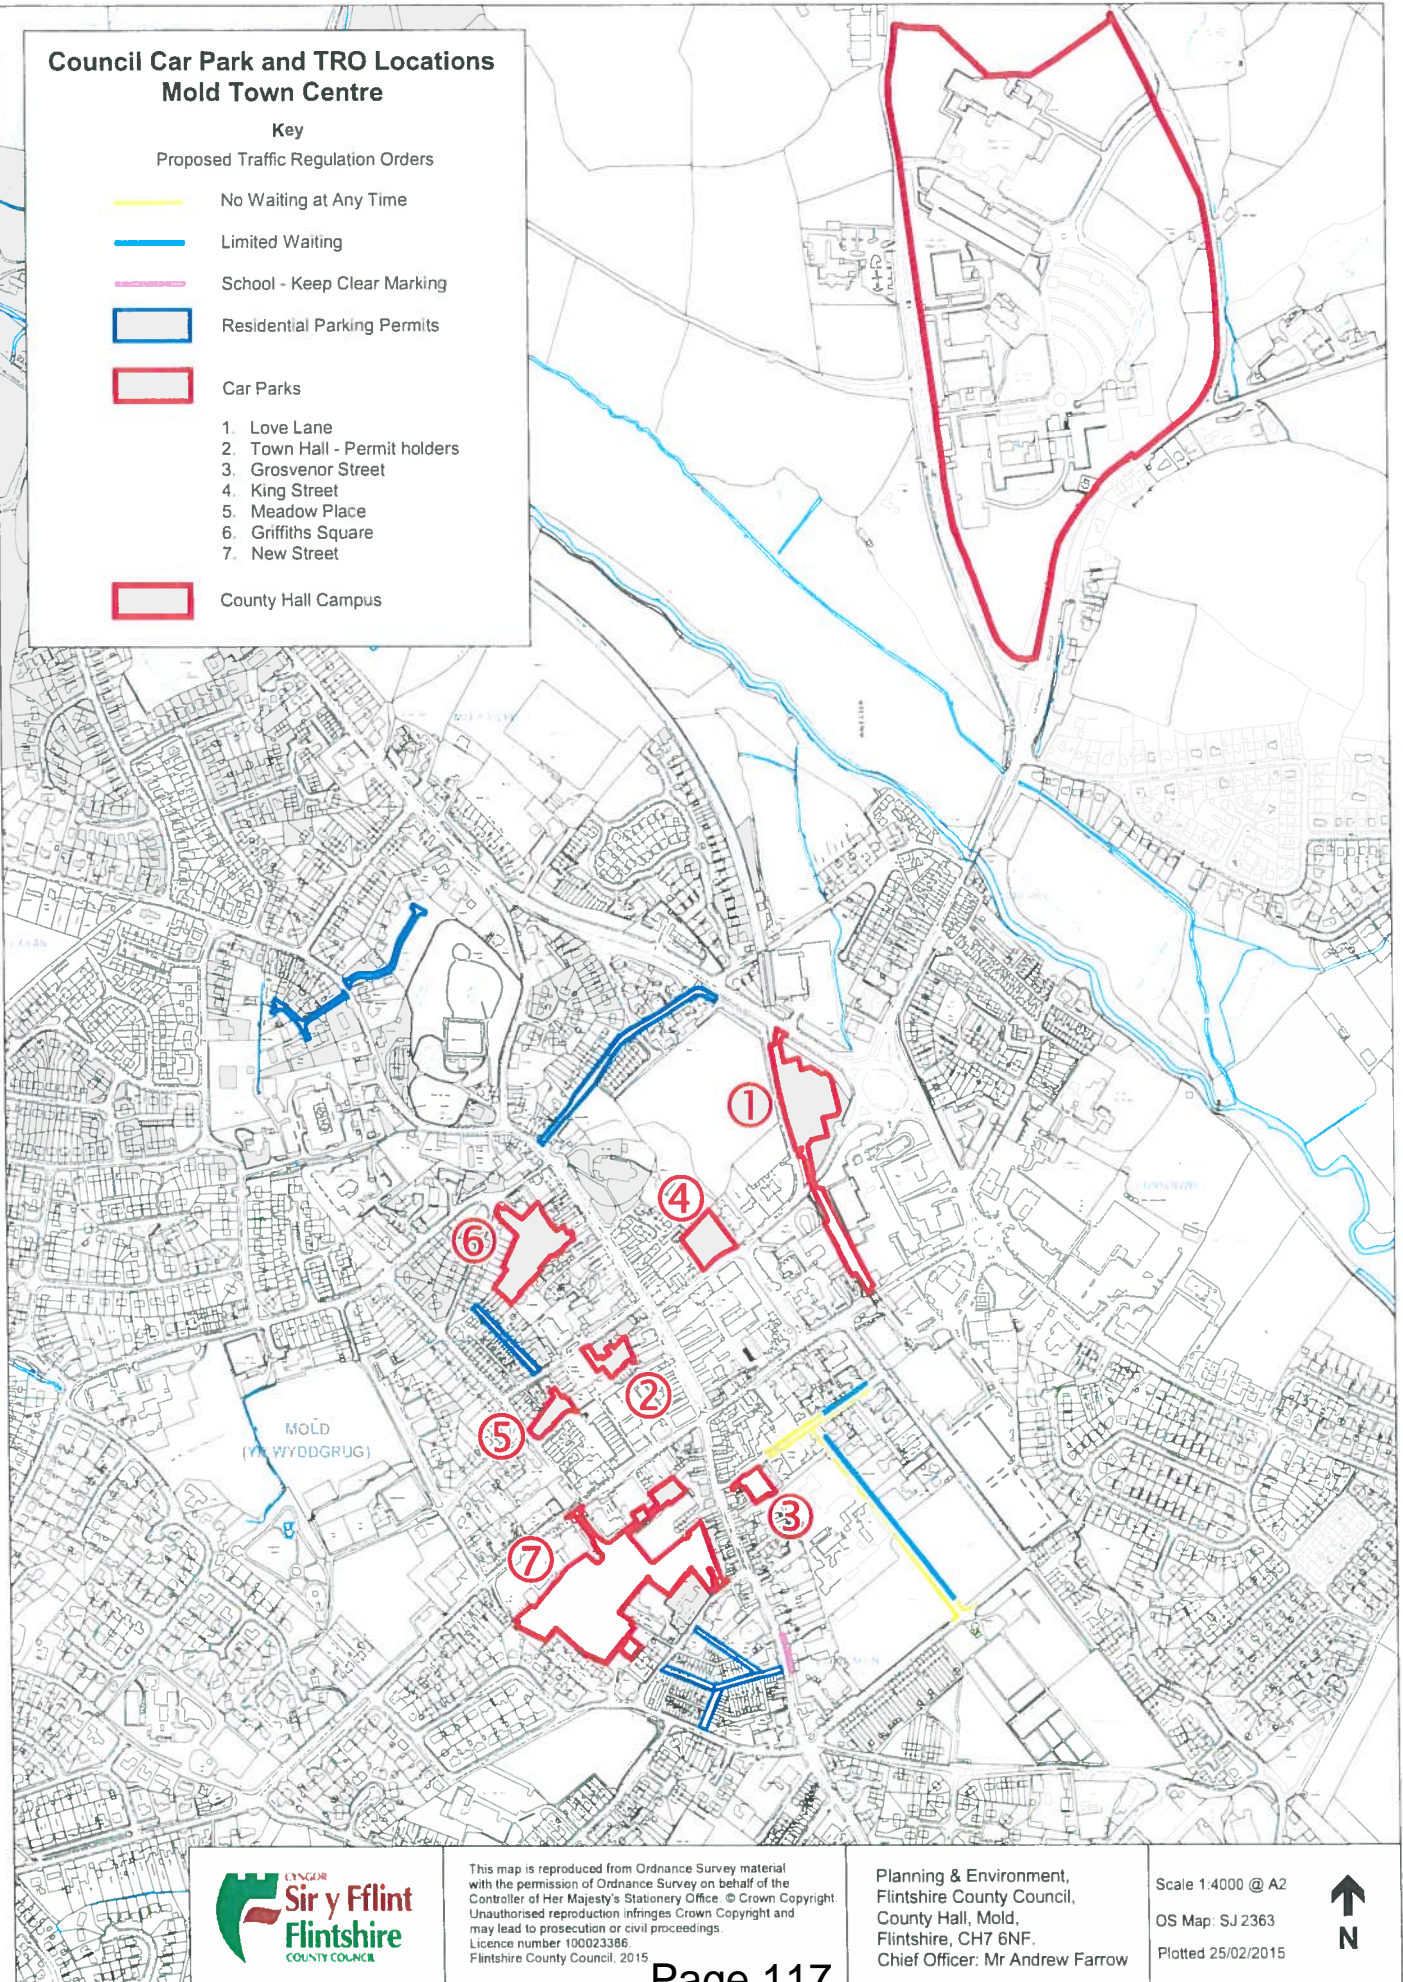 Council Car Park and TRO Locations
Mold Town Centre
Key
Proposed Traffic Regulation Orders
No Waiting at Any Time
Limited Waiting
School - Keep Clear Marking
Residential Parking Permits
Car Parks
1. Love Lane
2. Town Hall - Permit holders
3. Grosvenor Street
4. King Street
5. Meadow Place
6. Griffiths Square
7. New Street
County Hall Campus
1
4
6
2
5
MOLD
(YR WYDDGRUG)
3
7
CYNGOR
Sir y Fflint
Flintshire
COUNTY COUNCIL
This map is reproduced from Ordnance Survey material
with the permission of Ordnance Survey on behalf of the
Controller of Her Majesty's Stationery Office. © Crown Copyright.
Unauthorised reproduction infringes Crown Copyright and
may lead to prosecution or civil proceedings.
Licence number 100023386.
Flintshire County Council, 2015.
Page 117
Planning & Environment,
Flintshire County Council,
County Hall, Mold,
Flintshire, CH7 6NF.
Chief Officer: Mr Andrew Farrow
Scale 1:4000 @ A2
OS Map: SJ 2363
Plotted 25/02/2015
N